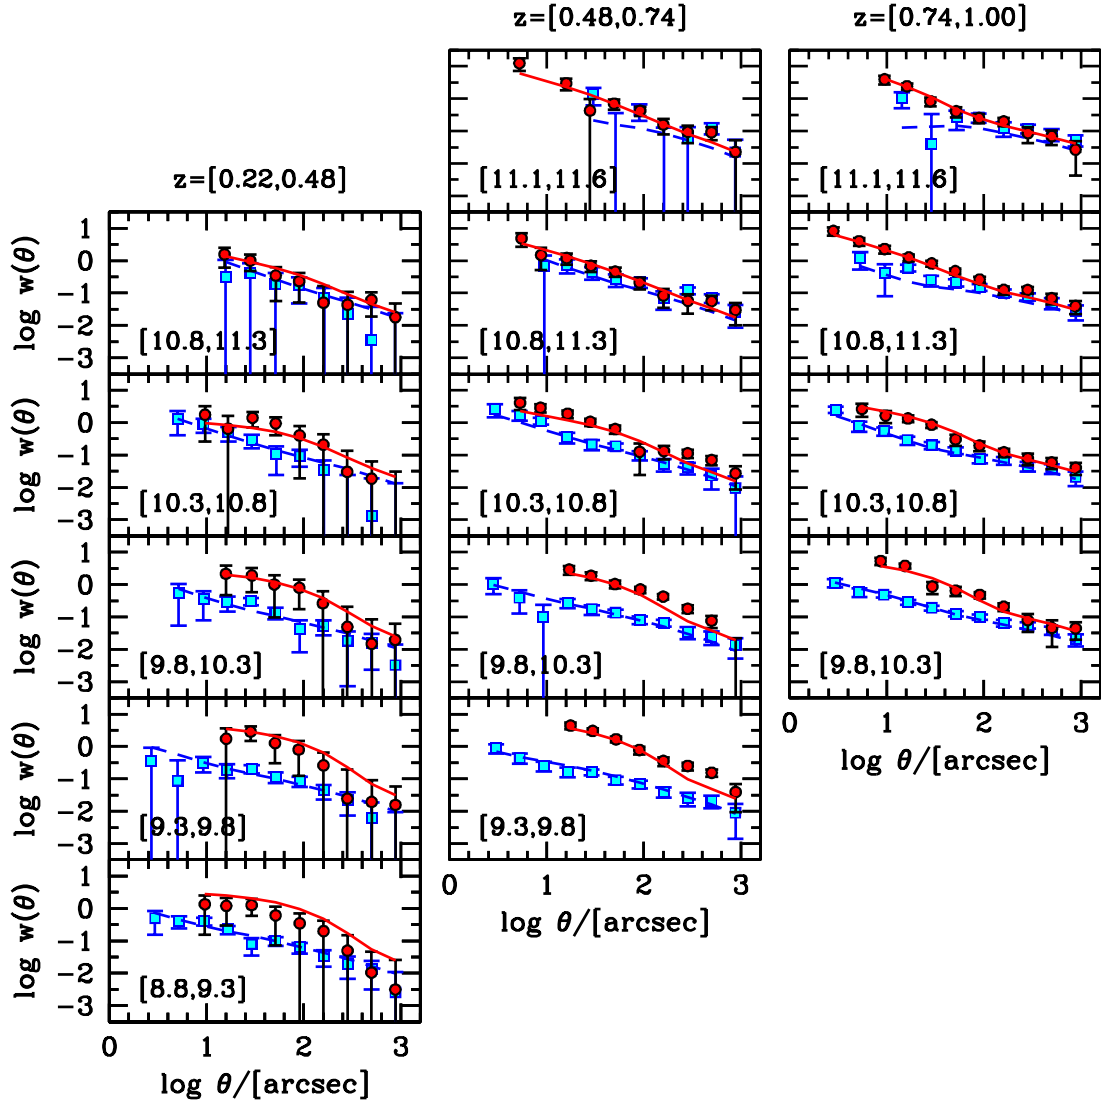 z=[0.48,0.74] z=[0.74,1.00]
[11.1,11.6] [11.1,11.6]
z=[0.22,0.48]
log w(θ) 1 0 −1 −2 −3
[10.8,11.3] [10.8,11.3] [10.8,11.3]
log w(θ) 1 0 −1 −2 −3
[10.3,10.8] [10.3,10.8] [10.3,10.8]
log w(θ) 1 0 −1 −2 −3
[9.8,10.3] [9.8,10.3] [9.8,10.3]
0 1 2 3
log θ/[arcsec]
log w(θ) 1 0 −1 −2 −3
[9.3,9.8] [9.3,9.8]
0 1 2 3
log θ/[arcsec]
log w(θ) 1 0 −1 −2 −3
[8.8,9.3]
0 1 2 3
log θ/[arcsec]